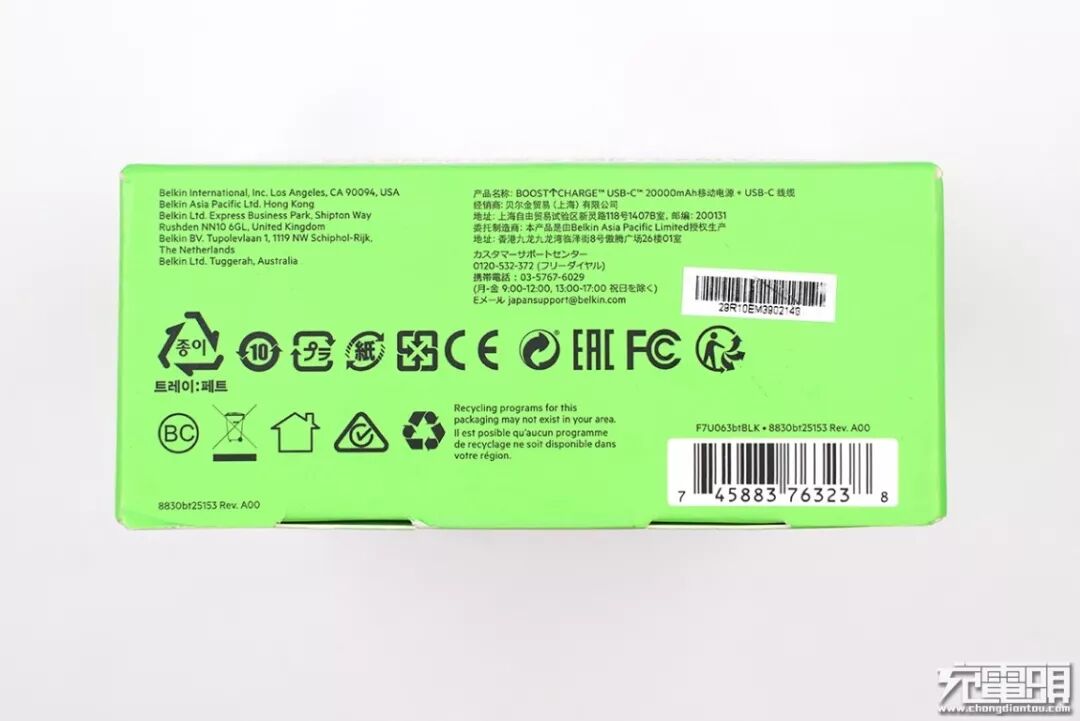 Belkin International, Inc. Los Angeles, CA 90094, USA
Belkin Asia Pacific Ltd. Hong Kong
Belkin Ltd. Express Business Park, Shipton Way
Rushden NN10 6GL, United Kingdom
Belkin BV. Tupolevlaan 1, 1119 NW Schiphol-Rijk,
The Netherlands
Belkin Ltd. Tuggerah, Australia
产品名称: BOOST↑CHARGE™ USB-C™ 20000mAh移动电源 + USB-C 线缆
经销商: 贝尔金贸易 (上海) 有限公司
地址: 上海自由贸易试验区新灵路118号1407B室, 邮编: 200131
委托制造商: 本产品是由Belkin Asia Pacific Limited授权生产
地址: 香港九龙九龙湾临泽街8号傲腾广场26楼01室
カスタマーサポートセンター
0120-532-372 (フリーダイヤル)
携帯電話 : 03-5767-6029
(月-金 9:00-12:00, 13:00-17:00 祝日を除く)
Eメール japansupport@belkin.com
29R10EM3902148
종이
트레이:페트
10
プラ
紙
CE
EAC
FC
BC
Recycling programs for this
packaging may not exist in your area.
Il est posible qu'aucun programme
de recyclage ne soit disponible dans
votre région.
F7U063btBLK • 8830bt25153 Rev. A00
7 45883 76323 8
8830bt25153 Rev. A00
充電頭
www.chongdiantou.com